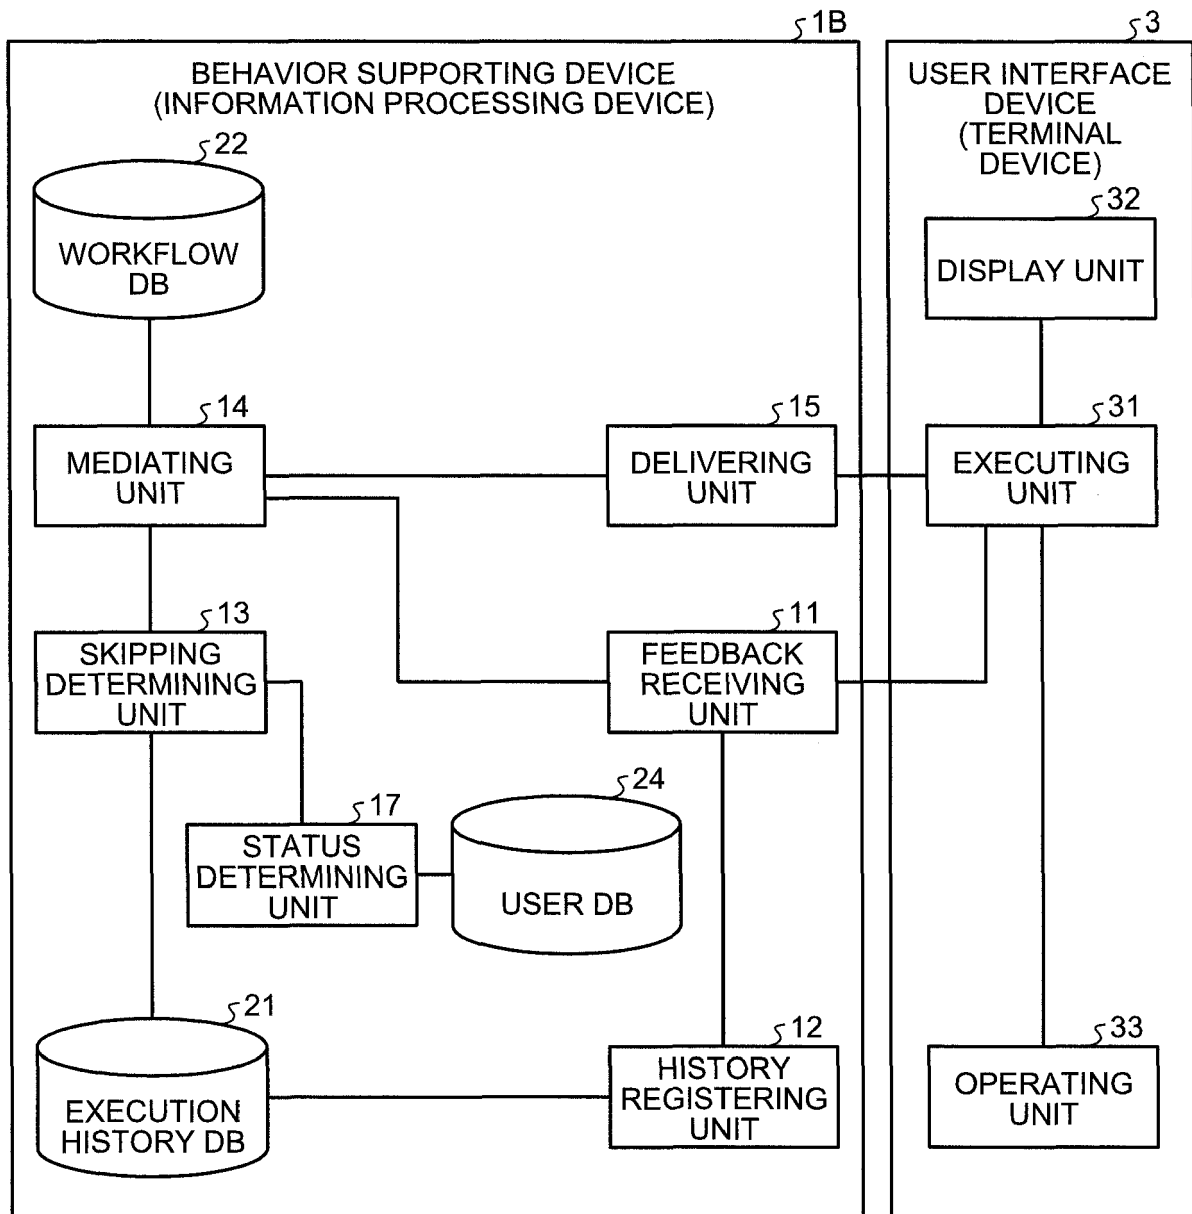 1B
3
BEHAVIOR SUPPORTING DEVICE
(INFORMATION PROCESSING DEVICE)
USER INTERFACE
DEVICE
(TERMINAL
DEVICE)
22
WORKFLOW
DB
32
DISPLAY UNIT
14
MEDIATING
UNIT
15
DELIVERING
UNIT
31
EXECUTING
UNIT
13
SKIPPING
DETERMINING
UNIT
11
FEEDBACK
RECEIVING
UNIT
17
STATUS
DETERMINING
UNIT
24
USER DB
21
EXECUTION
HISTORY DB
12
HISTORY
REGISTERING
UNIT
33
OPERATING
UNIT